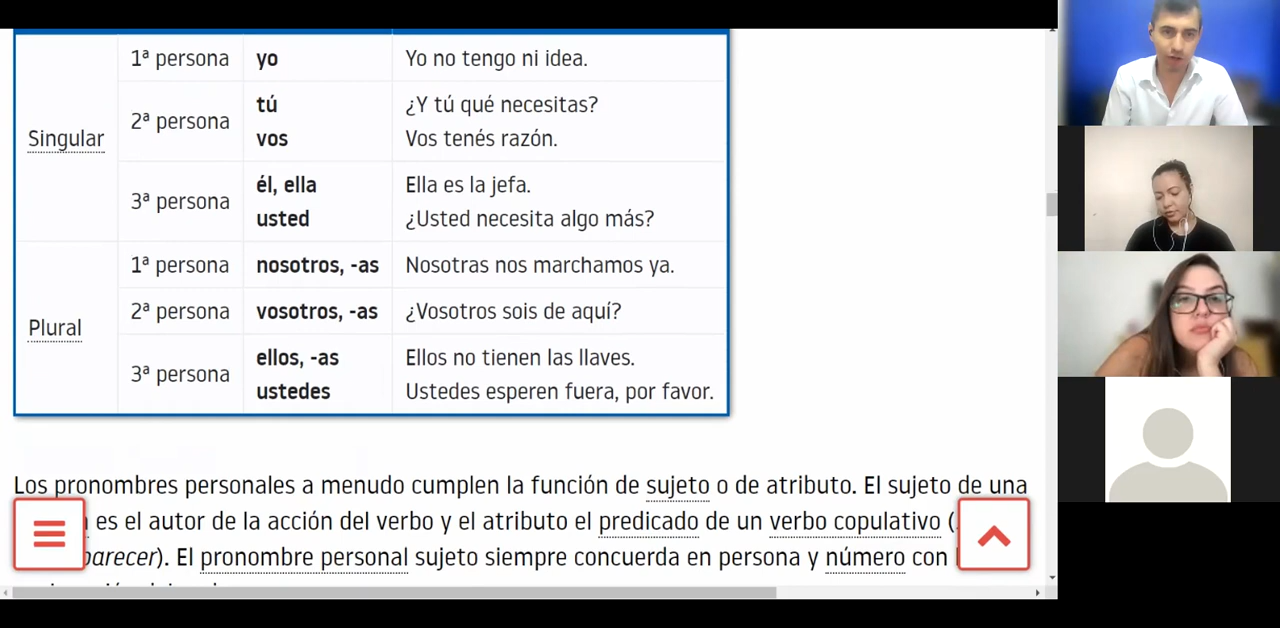 1ª persona yo Yo no tengo ni idea.
tú ¿Y tú qué necesitas?
2ª persona
vos Vos tenés razón.
Singular
él, ella Ella es la jefa.
3ª persona
usted ¿Usted necesita algo más?
1ª persona nosotros, -as Nosotras nos marchamos ya.
2ª persona vosotros, -as ¿Vosotros sois de aquí?
Plural
ellos, -as Ellos no tienen las llaves.
3ª persona
ustedes Ustedes esperen fuera, por favor.
Los pronombres personales a menudo cumplen la función de sujeto o de atributo. El sujeto de una
es el autor de la acción del verbo y el atributo el predicado de un verbo copulativo (
parecer). El pronombre personal sujeto siempre concuerda en persona y número con